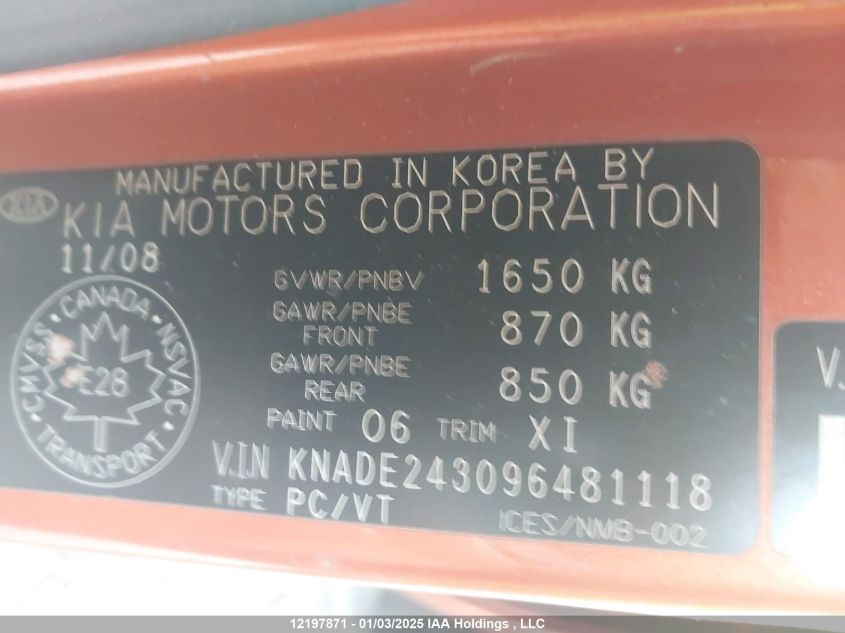 MANUFACTURED IN KOREA BY
KIA
KIA MOTORS CORPORATION
11/08
GVWR/PNBV 1650 KG
GAWR/PNBE FRONT 870 KG
GAWR/PNBE REAR 850 KG
PAINT 06 TRIM XI
V.I.N KNADE243096481118
TYPE PC/VT
ICES/NMB-002
CANADA · NSVAC · TRANSPORT · CMVSS
E28
12197871 - 01/03/2025 IAA Holdings , LLC